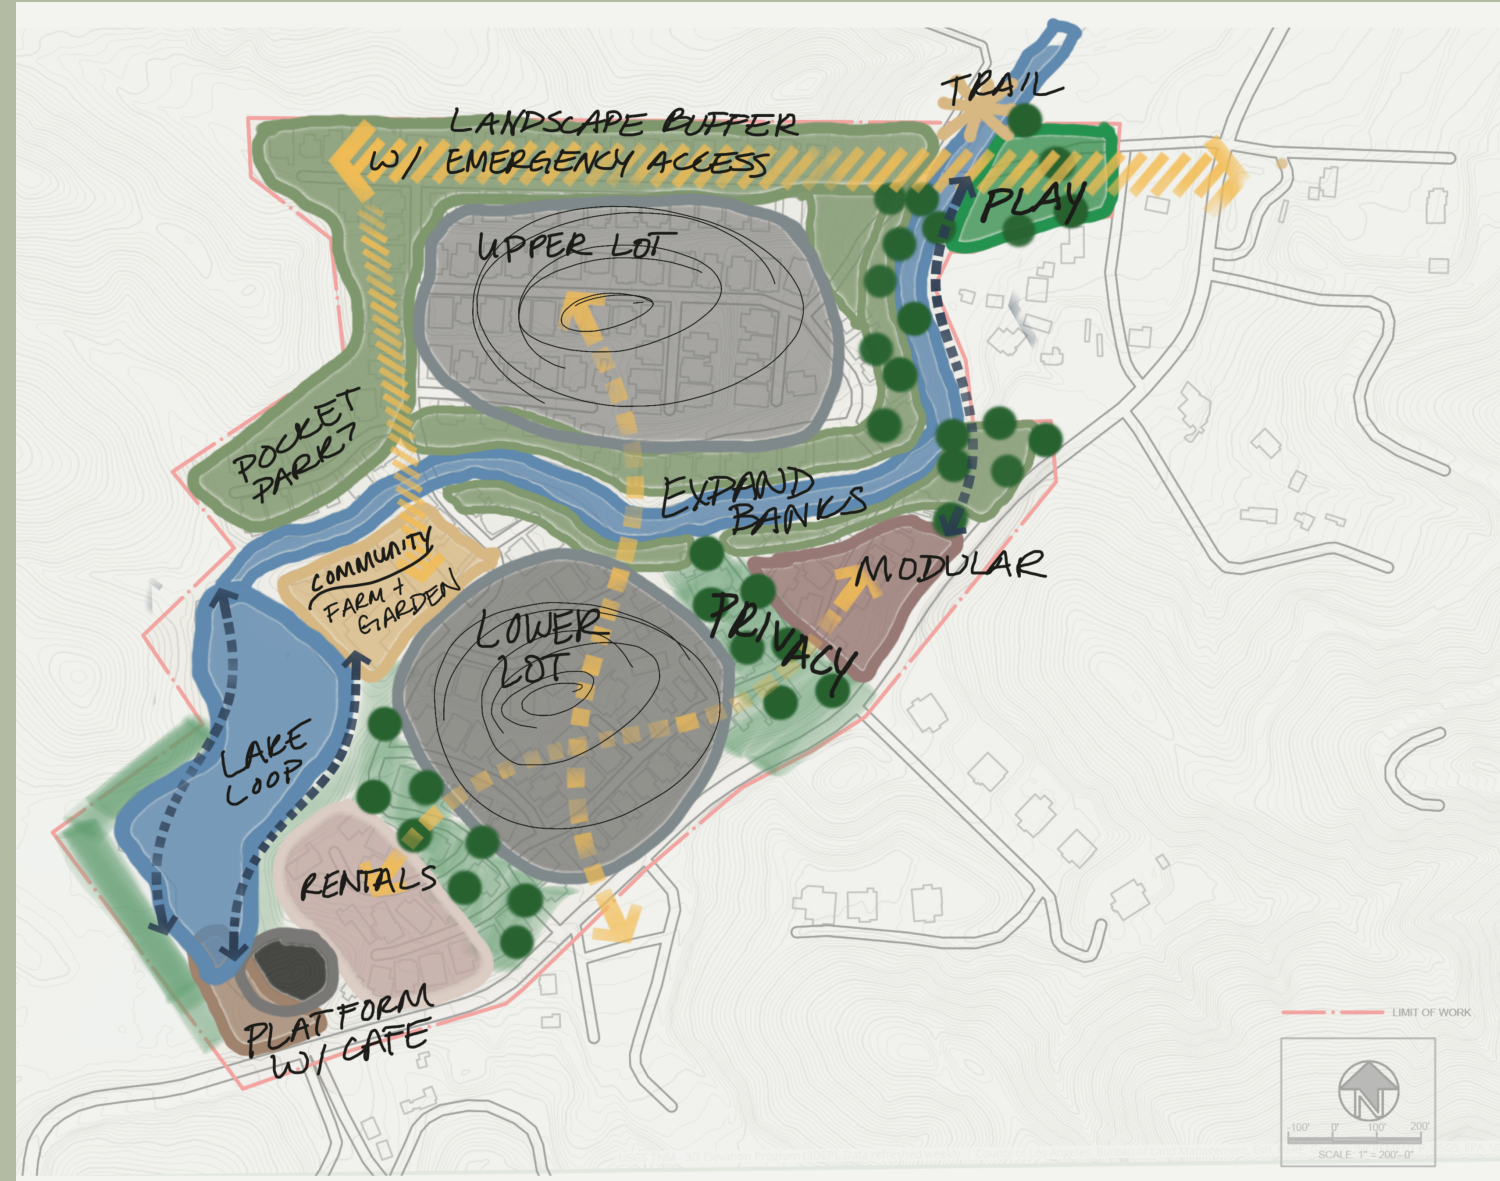 TRAIL
LANDSCAPE BUFFER
W/ EMERGENCY ACCESS
PLAY
UPPER LOT
POCKET
PARK?
EXPAND
BANKS
COMMUNITY
FARM +
GARDEN
MODULAR
PRIVACY
LOWER
LOT
LAKE
LOOP
RENTALS
PLATFORM
W/ CAFE
LIMIT OF WORK
N
-100' 0' 100' 200'
SCALE: 1" = 200'-0"